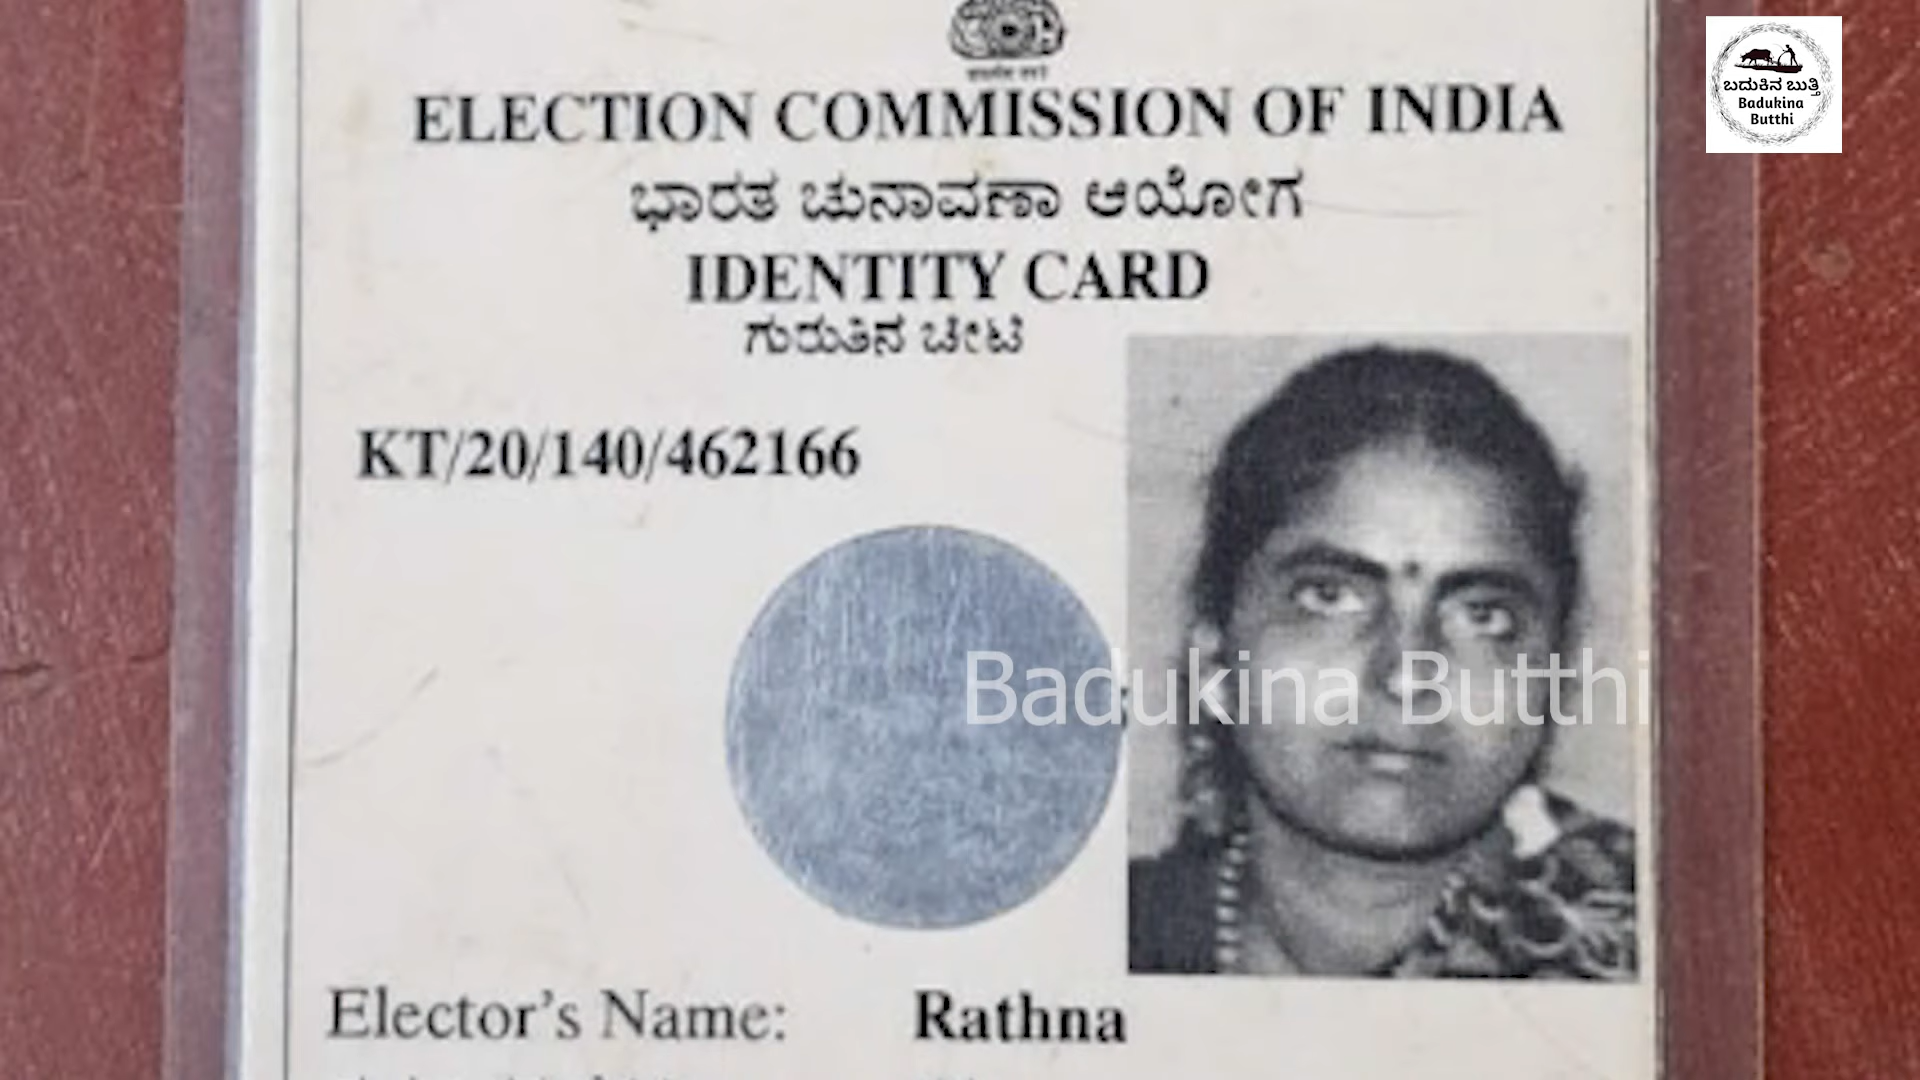 ELECTION COMMISSION OF INDIA
ಭಾರತ ಚುನಾವಣಾ ಆಯೋಗ
IDENTITY CARD
ಗುರುತಿನ ಚೀಟಿ
KT/20/140/462166
Elector's Name: Rathna
Badukina Butthi
ಬದುಕಿನ ಬುತ್ತಿ
Badukina
Butthi